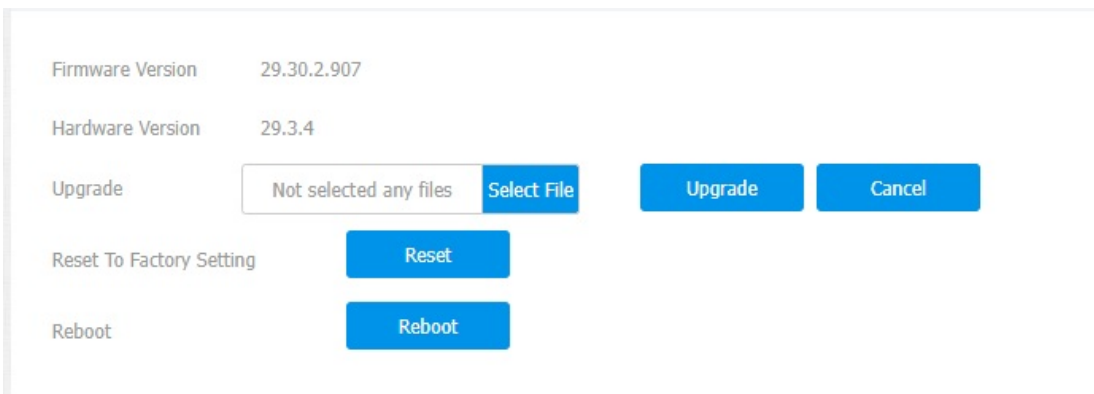 Firmware Version 29.30.2.907
Hardware Version 29.3.4
Upgrade Not selected any files Select File Upgrade Cancel
Reset To Factory Setting Reset
Reboot Reboot